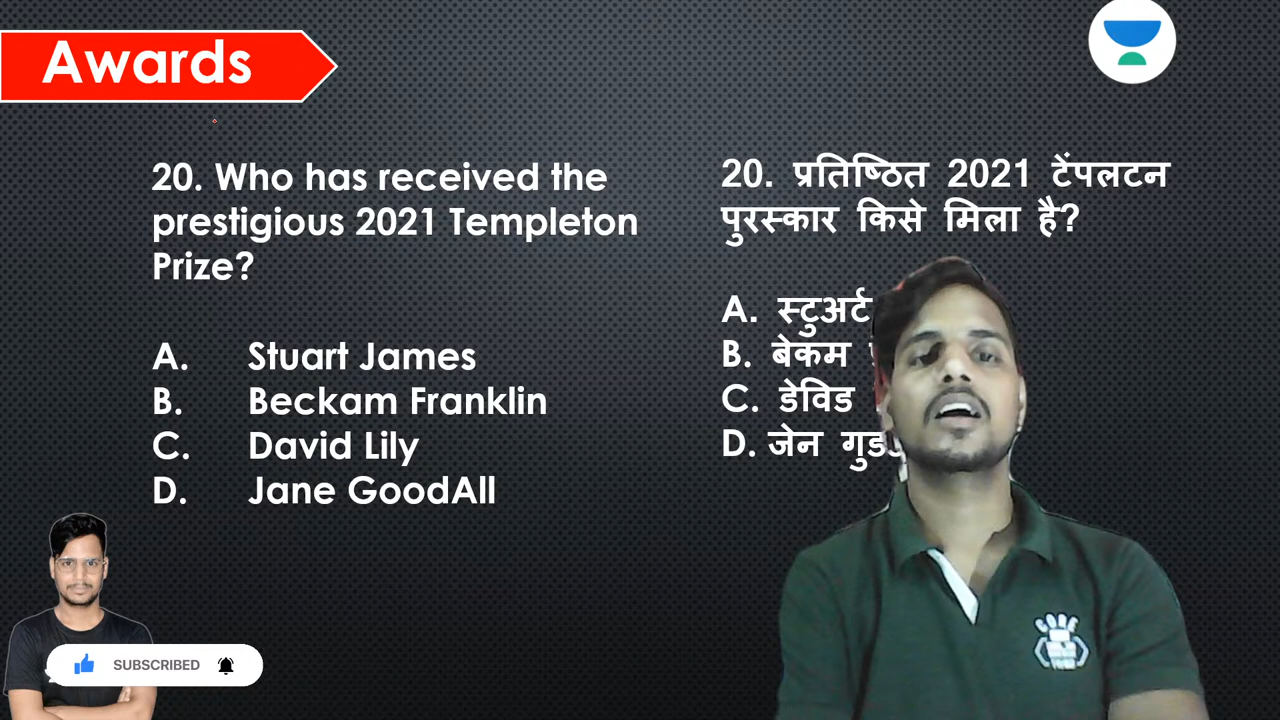 Awards
20. Who has received the
prestigious 2021 Templeton
Prize?
A. Stuart James
B. Beckam Franklin
C. David Lily
D. Jane GoodAll
20. प्रतिष्ठित 2021 टेंपलटन
पुरस्कार किसे मिला है?
A. स्टुअर्ट
B. बेकम
C. डेविड
D. जेन
SUBSCRIBED
CODE